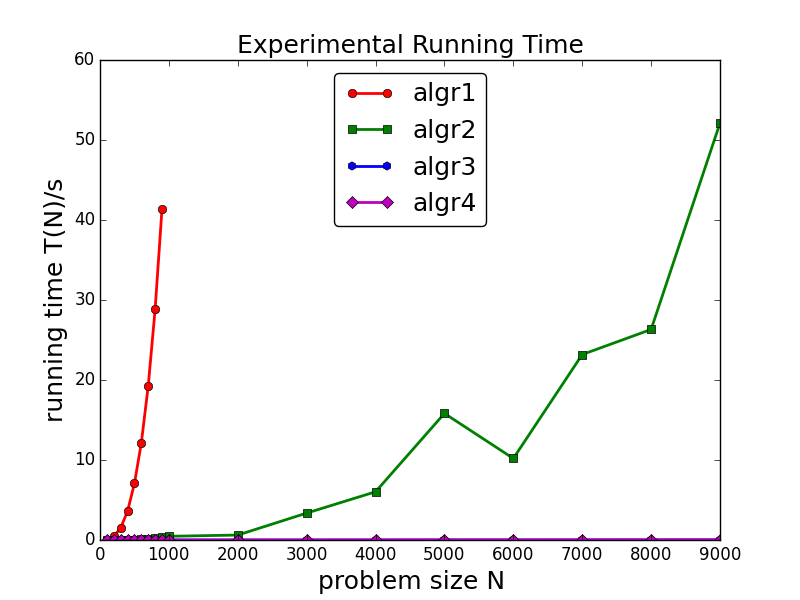 Experimental Running Time
60
50
40
30
20
10
0
running time T(N)/s
algr1
algr2
algr3
algr4
0 1000 2000 3000 4000 5000 6000 7000 8000 9000
problem size N